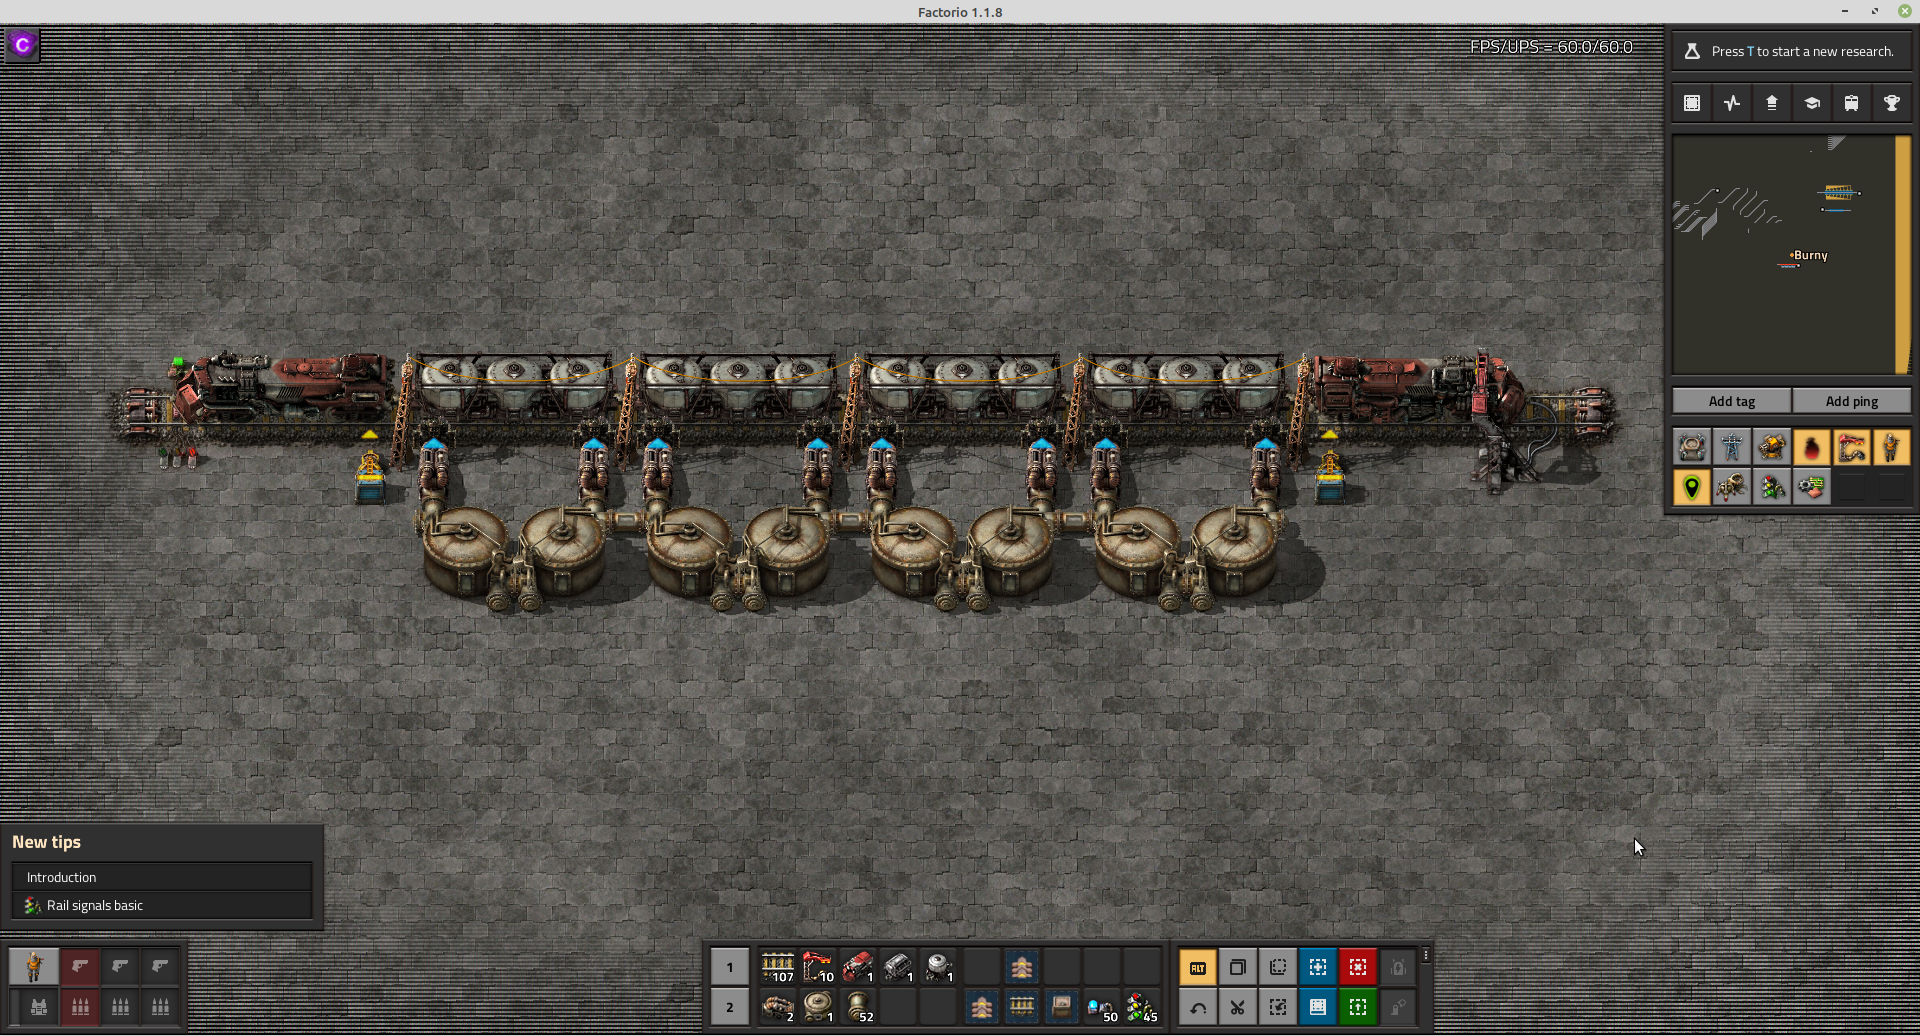 Factorio 1.1.8
C
FPS/UPS = 60.0/60.0
Press T to start a new research.
Burny
Add tag
Add ping
New tips
Introduction
Rail signals basic
1
107
10
1
1
1
ALT
2
2
1
52
50
45